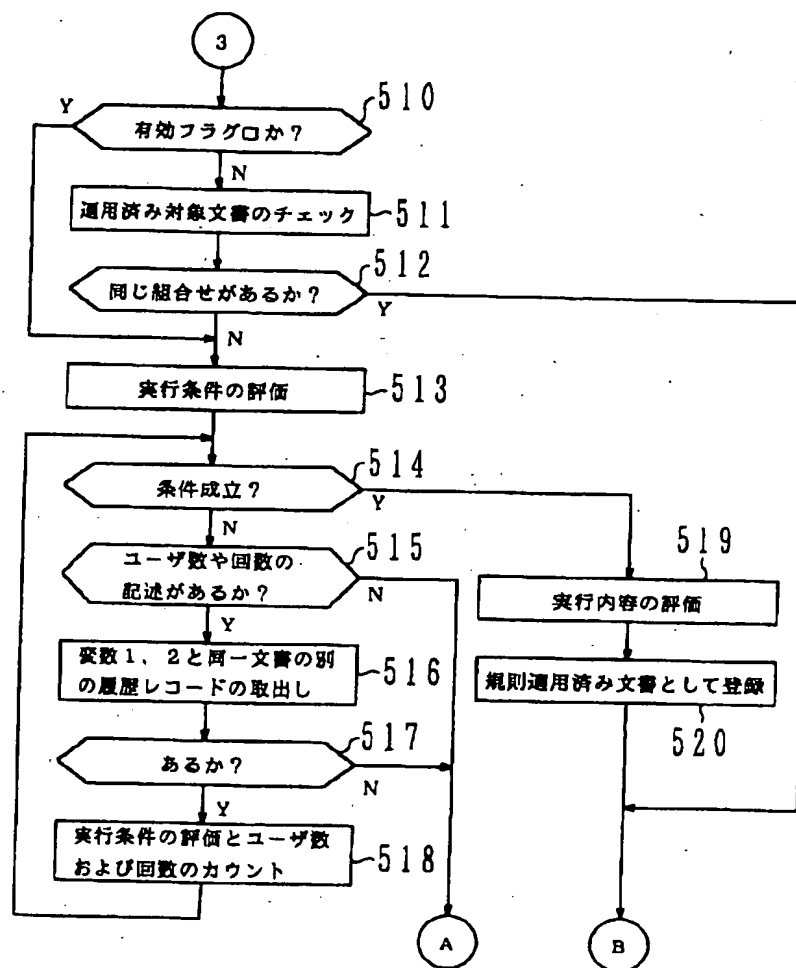 3
510
Y
有効フラグロか？
N
適用済み対象文書のチェック
511
512
同じ組合せがあるか？
Y
N
実行条件の評価
513
514
条件成立？
Y
N
515
ユーザ数や回数の
記述があるか？
N
Y
変数1、2と同一文書の別
の履歴レコードの取出し
516
517
あるか？
N
Y
実行条件の評価とユーザ数
および回数のカウント
518
519
実行内容の評価
規則適用済み文書として登録
520
A
B